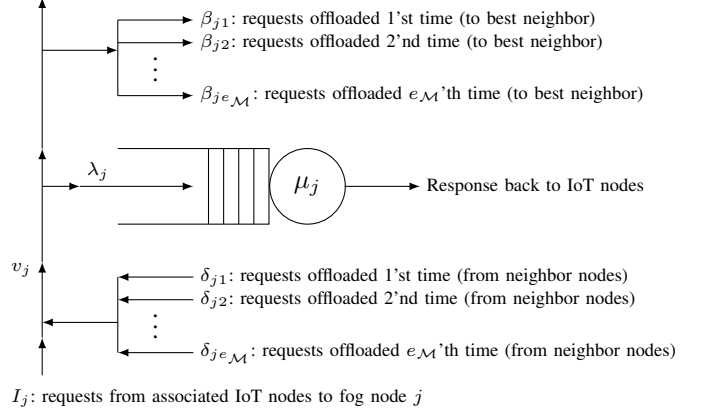 β_{j1}: requests offloaded 1'st time (to best neighbor)
β_{j2}: requests offloaded 2'nd time (to best neighbor)
⋮
β_{je_ℳ}: requests offloaded e_ℳ'th time (to best neighbor)
λ_j
μ_j
Response back to IoT nodes
v_j
δ_{j1}: requests offloaded 1'st time (from neighbor nodes)
δ_{j2}: requests offloaded 2'nd time (from neighbor nodes)
⋮
δ_{je_ℳ}: requests offloaded e_ℳ'th time (from neighbor nodes)
I_j: requests from associated IoT nodes to fog node j